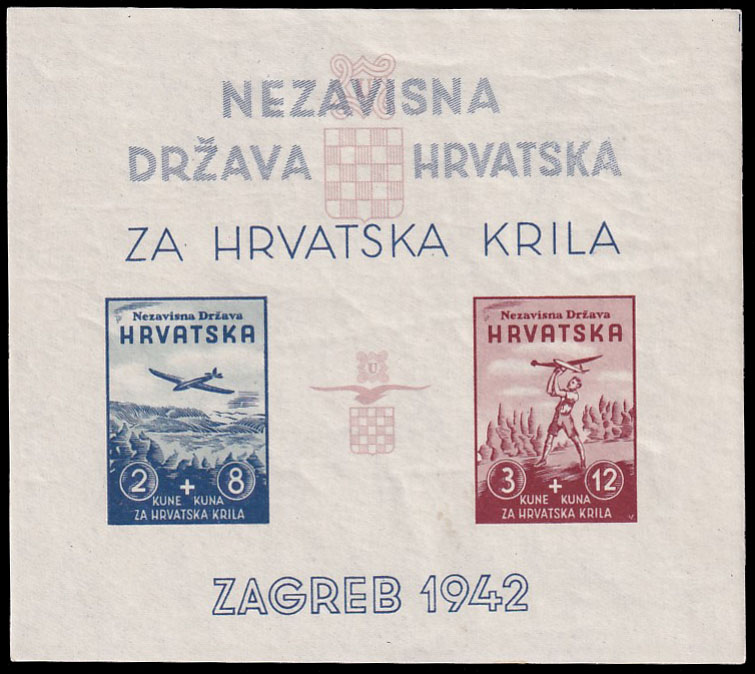 NEZAVISNA
DRŽAVA HRVATSKA
ZA HRVATSKA KRILA
Nezavisna Država
HRVATSKA
2 + 8
KUNE KUNA
ZA HRVATSKA KRILA
U
Nezavisna Država
HRVATSKA
3 + 12
KUNE KUNA
ZA HRVATSKA KRILA
ZAGREB 1942